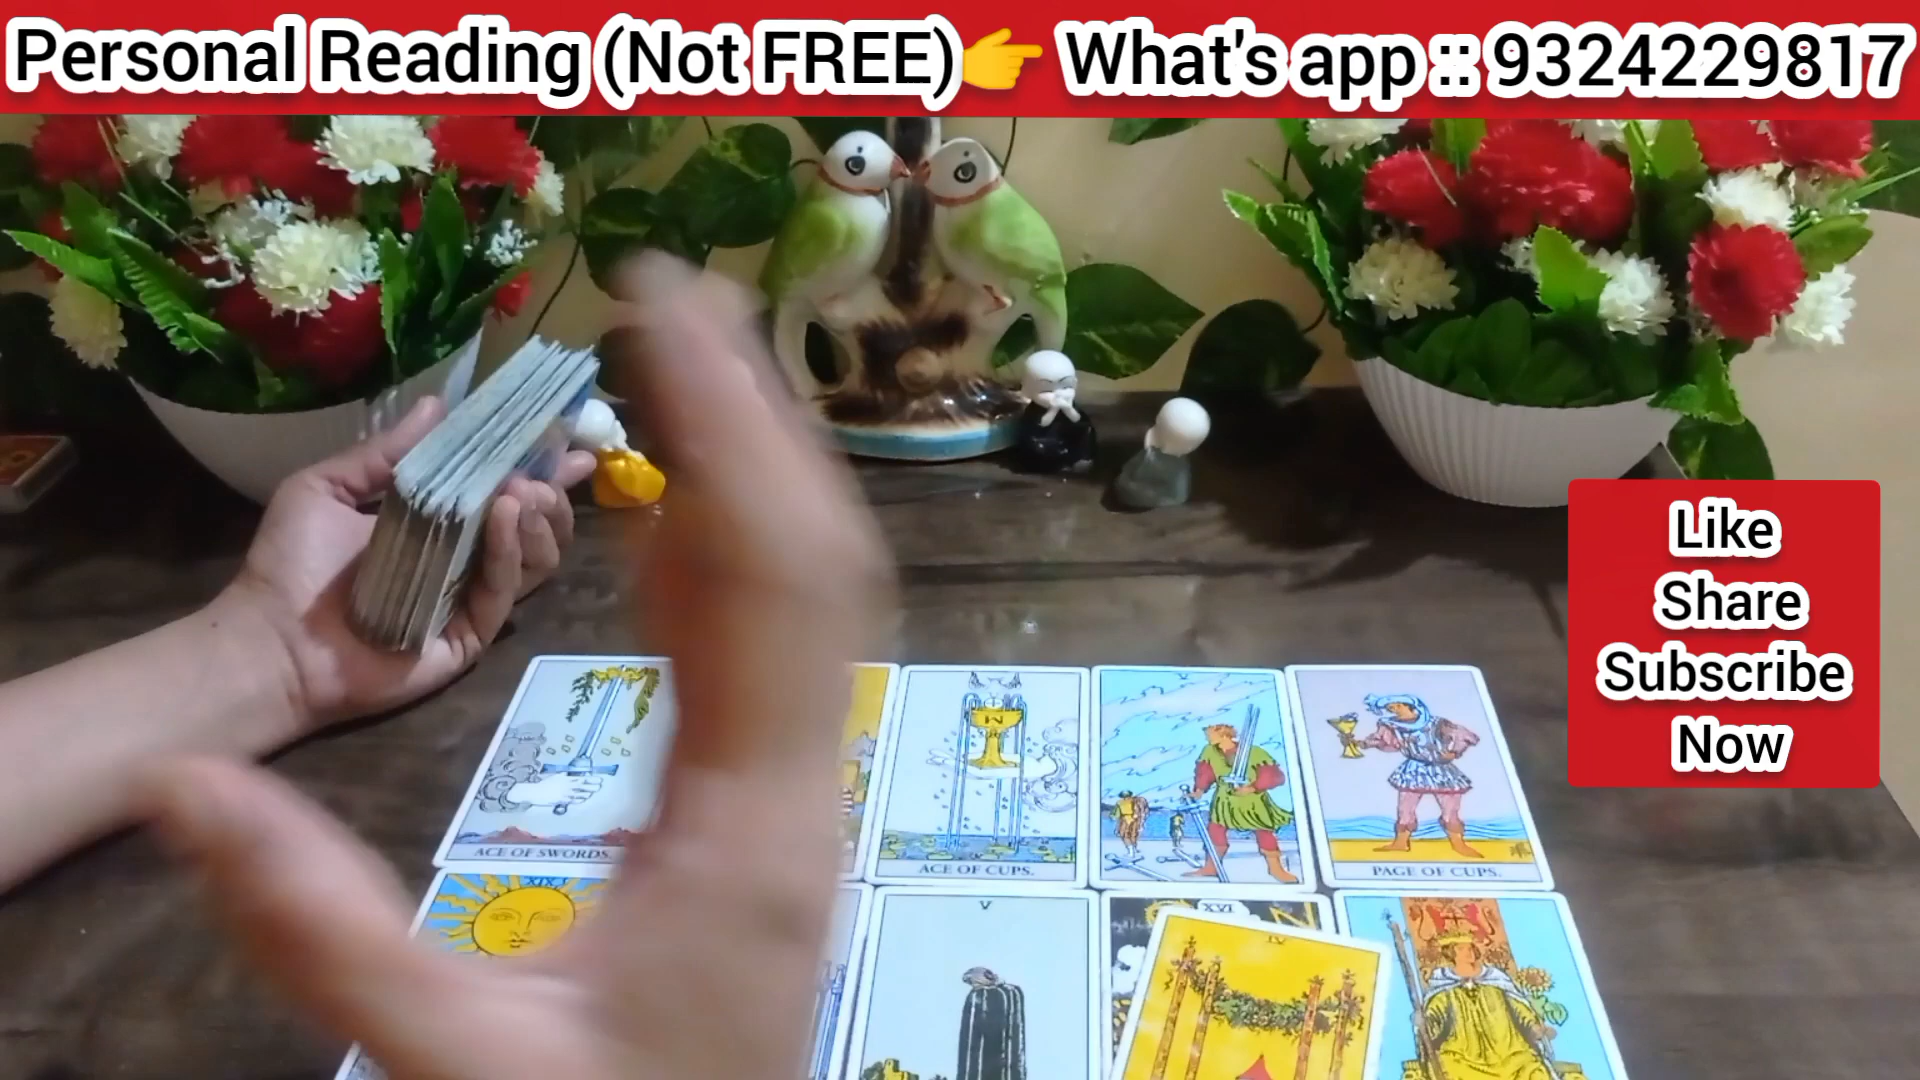 Personal Reading (Not FREE)👉 What's app :: 9324229817
Like
Share
Subscribe
Now
ACE OF SWORDS.
ACE OF CUPS.
PAGE OF CUPS.
XIX
V
XVI
IV